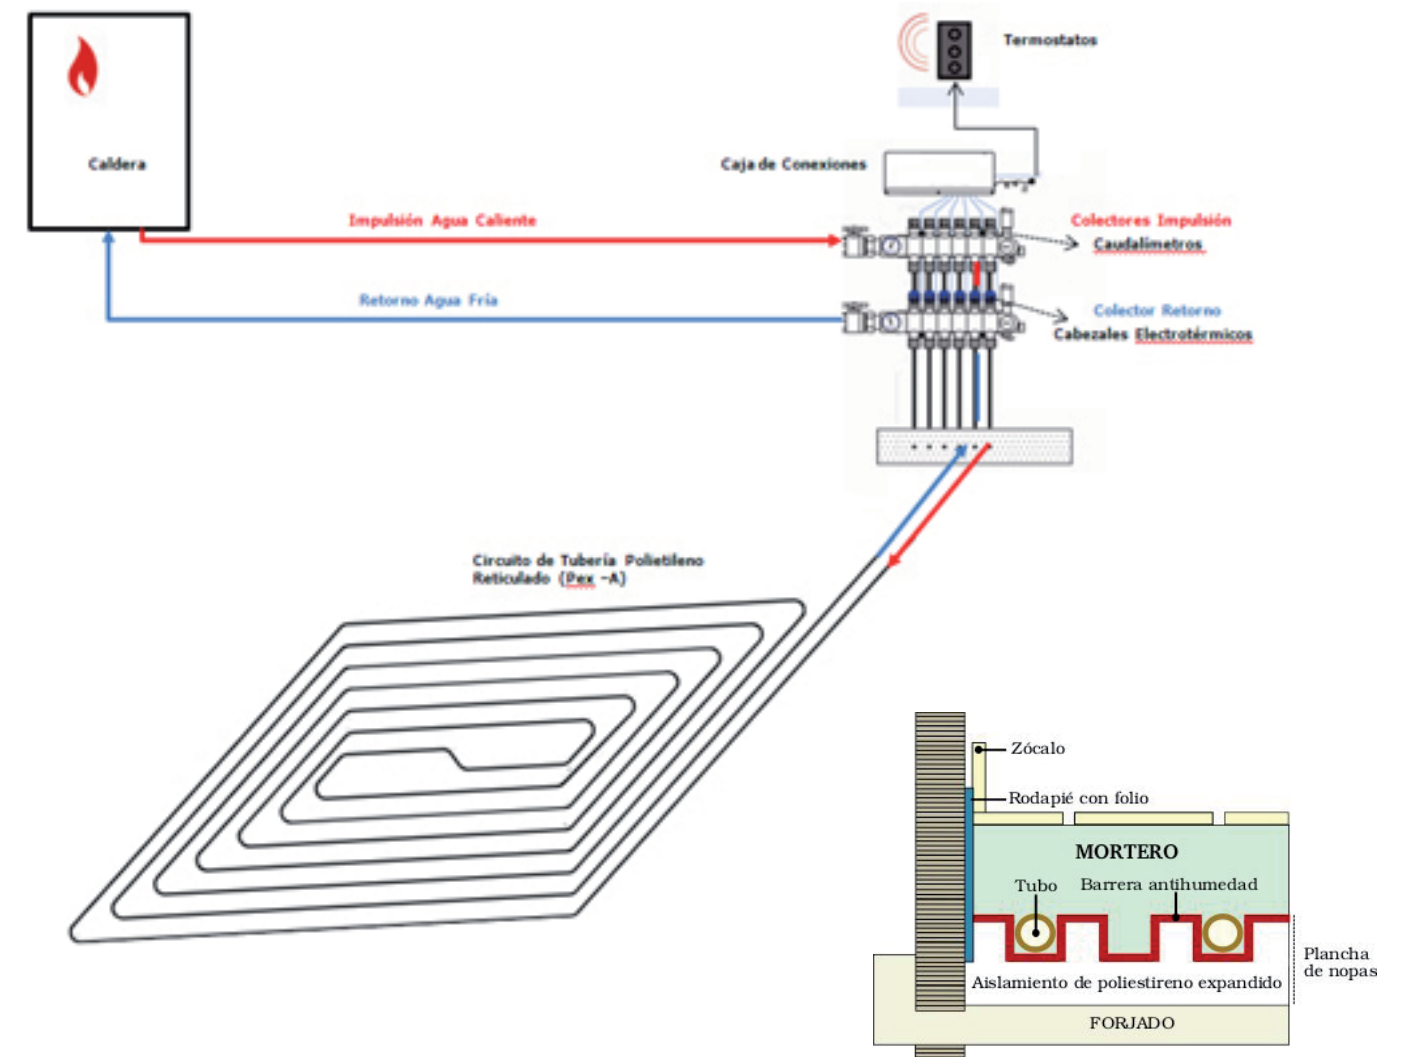 Termostatos
Caldera
Caja de Conexiones
Impulsión Agua Caliente
Colectores Impulsión
Caudalímetros
Retorno Agua Fría
Colector Retorno
Cabezales Electrotérmicos
Circuito de Tubería Polietileno
Reticulado (Pex -A)
Zócalo
Rodapié con folio
MORTERO
Tubo
Barrera antihumedad
Plancha
de nopas
Aislamiento de poliestireno expandido
FORJADO